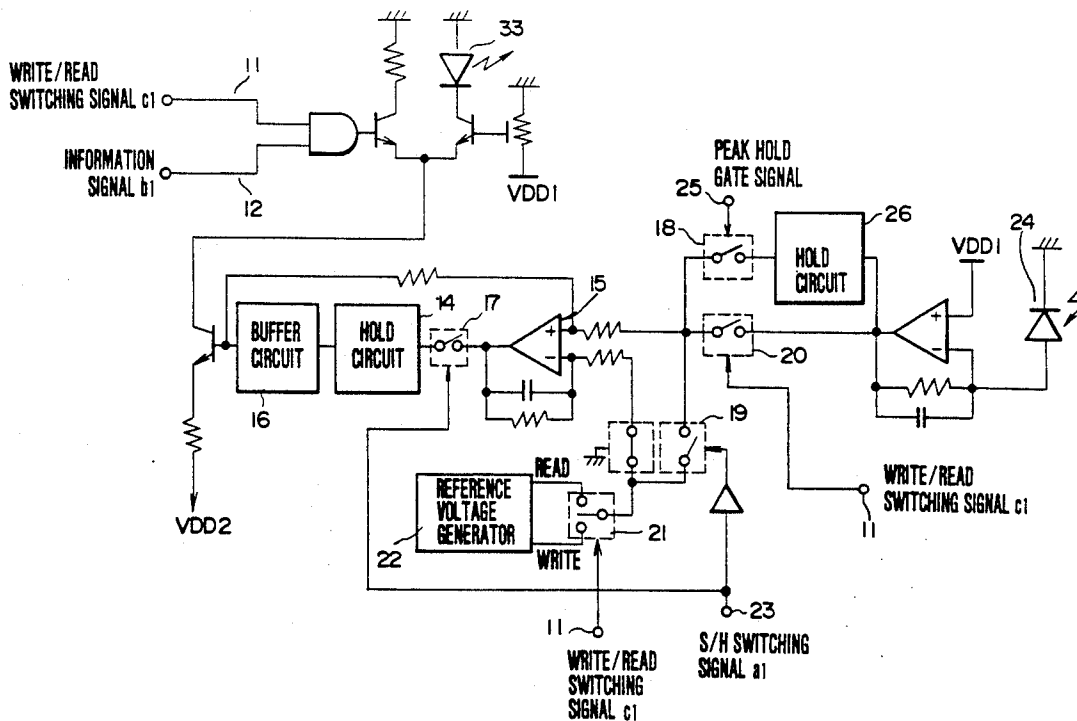 33
11
WRITE/READ
SWITCHING SIGNAL c1
INFORMATION
SIGNAL b1
12
VDD1
PEAK HOLD
GATE SIGNAL
25
18
26
HOLD
CIRCUIT
VDD1
24
+
−
20
14
17
15
+
−
BUFFER
CIRCUIT
HOLD
CIRCUIT
16
19
VDD2
READ
REFERENCE
VOLTAGE
GENERATOR
22
WRITE
21
WRITE/READ
SWITCHING SIGNAL c1
11
23
11
S/H SWITCHING
SIGNAL a1
WRITE/READ
SWITCHING
SIGNAL c1